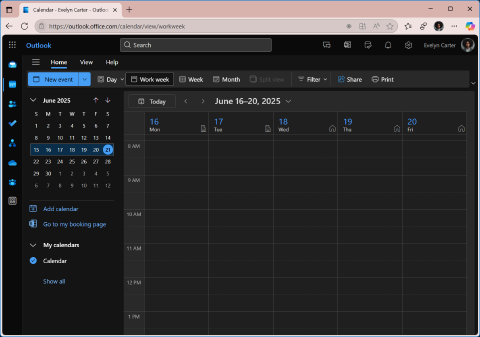 Calendar - Evelyn Carter - Outlook
https://outlook.office.com/calendar/view/workweek
Outlook
Search
Evelyn Carter
Home View Help
New event Day Work week Week Month Split view Filter Share Print
June 2025
S M T W T F S
1 2 3 4 5 6 7
8 9 10 11 12 13 14
15 16 17 18 19 20 21
22 23 24 25 26 27 28
29 30 1 2 3 4 5
6 7 8 9 10 11 12
Add calendar
Go to my booking page
My calendars
Calendar
Show all
Today June 16–20, 2025
16 17 18 19 20
Mon Tue Wed Thu Fri
8 AM
9 AM
10 AM
11 AM
12 PM
1 PM